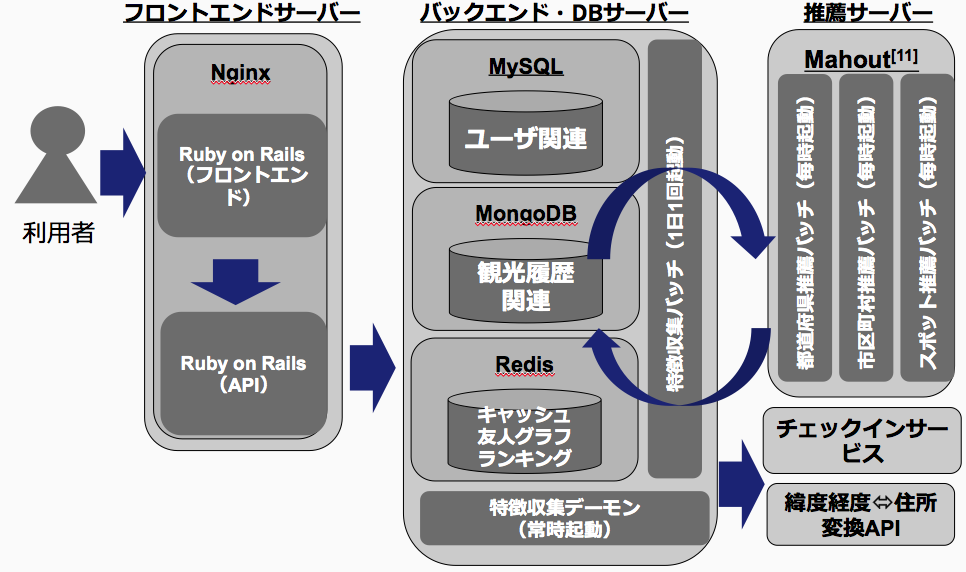 フロントエンドサーバー
バックエンド・DBサーバー
推薦サーバー
利用者
Nginx
Ruby on Rails
（フロントエン
ド）
Ruby on Rails
（API）
MySQL
ユーザ関連
MongoDB
観光履歴
関連
Redis
キャッシュ
友人グラフ
ランキング
特徴収集バッチ（1日1回起動）
特徴収集デーモン
（常時起動）
Mahout[11]
都道府県推薦バッチ（毎時起動）
市区町村推薦バッチ（毎時起動）
スポット推薦バッチ（毎時起動）
チェックインサー
ビス
緯度経度⇔住所
変換API